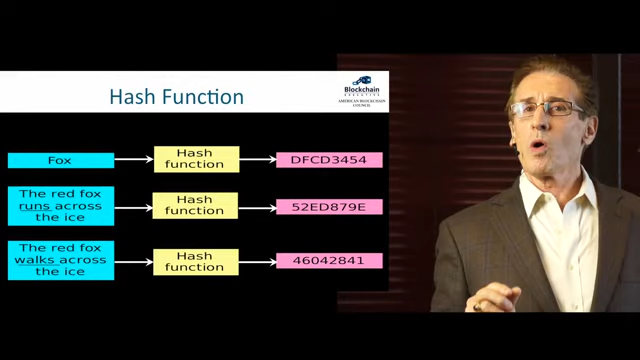 Hash Function
Blockchain
EXECUTIVE
AMERICAN BLOCKCHAIN
COUNCIL
Fox
Hash
function
DFCD3454
The red fox
runs across
the ice
Hash
function
52ED879E
The red fox
walks across
the ice
Hash
function
46042841